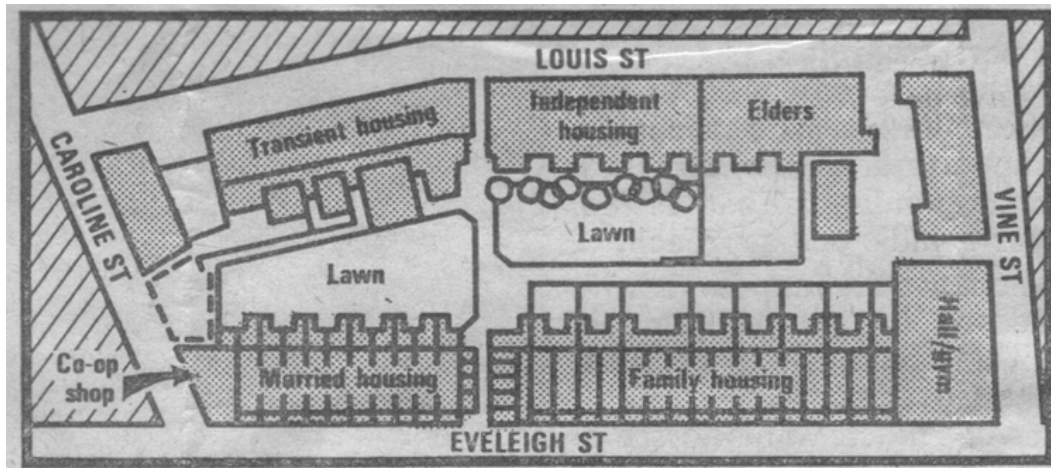 LOUIS ST
Independent
housing
Elders
Transient housing
CAROLINE ST
VINE ST
Lawn
Lawn
Hall/gym
Co-op
shop
Married housing
Family housing
EVELEIGH ST